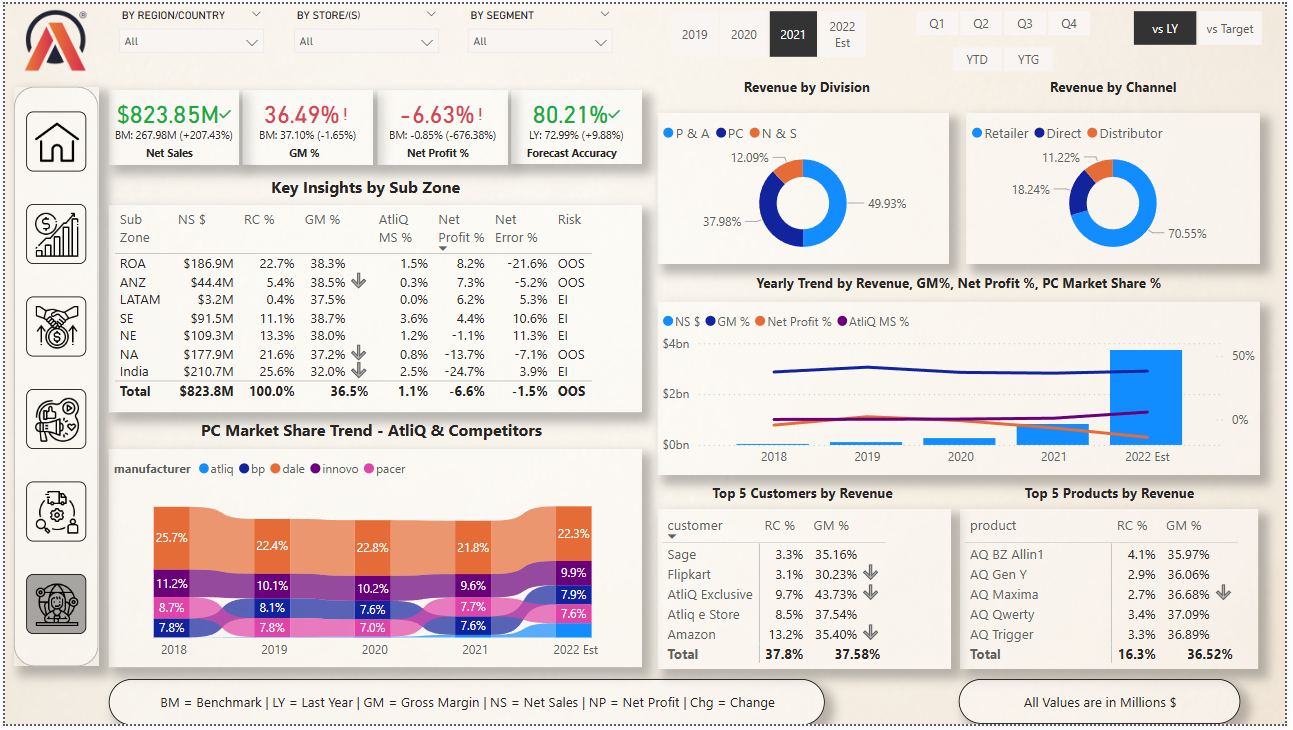 BY REGION/COUNTRY
All
BY STORE/(S)
All
BY SEGMENT
All
2019
2020
2021
2022
Est
Q1
Q2
Q3
Q4
YTD
YTG
vs LY
vs Target
$823.85M✓
BM: 267.98M (+207.43%)
Net Sales
36.49%!
BM: 37.10% (-1.65%)
GM %
-6.63%!
BM: -0.85% (-676.38%)
Net Profit %
80.21%✓
LY: 72.99% (+9.88%)
Forecast Accuracy
Key Insights by Sub Zone
Sub Zone NS $ RC % GM % AtliQ MS % Net Profit % Net Error % Risk
ROA $186.9M 22.7% 38.3% 1.5% 8.2% -21.6% OOS
ANZ $44.4M 5.4% 38.5% 0.3% 7.3% -5.2% OOS
LATAM $3.2M 0.4% 37.5% 0.0% 6.2% 5.3% EI
SE $91.5M 11.1% 38.7% 3.6% 4.4% 10.6% EI
NE $109.3M 13.3% 38.0% 1.2% -1.1% 11.3% EI
NA $177.9M 21.6% 37.2% 0.8% -13.7% -7.1% OOS
India $210.7M 25.6% 32.0% 2.5% -24.7% 3.9% EI
Total $823.8M 100.0% 36.5% 1.1% -6.6% -1.5% OOS
PC Market Share Trend - AtliQ & Competitors
manufacturer atliq bp dale innovo pacer
25.7% 22.4% 22.8% 21.8% 22.3%
11.2% 10.1% 10.2% 9.6% 9.9%
8.7% 8.1% 7.6% 7.7% 7.9%
7.8% 7.8% 7.0% 7.6% 7.6%
2018 2019 2020 2021 2022 Est
Revenue by Division
P & A PC N & S
12.09%
49.93%
37.98%
Revenue by Channel
Retailer Direct Distributor
11.22%
18.24%
70.55%
Yearly Trend by Revenue, GM%, Net Profit %, PC Market Share %
NS $ GM % Net Profit % AtliQ MS %
$4bn
50%
$2bn
0%
$0bn
2018 2019 2020 2021 2022 Est
Top 5 Customers by Revenue
customer RC % GM %
Sage 3.3% 35.16%
Flipkart 3.1% 30.23%
AtliQ Exclusive 9.7% 43.73%
Atliq e Store 8.5% 37.54%
Amazon 13.2% 35.40%
Total 37.8% 37.58%
Top 5 Products by Revenue
product RC % GM %
AQ BZ Allin1 4.1% 35.97%
AQ Gen Y 2.9% 36.06%
AQ Maxima 2.7% 36.68%
AQ Qwerty 3.4% 37.09%
AQ Trigger 3.3% 36.89%
Total 16.3% 36.52%
BM = Benchmark | LY = Last Year | GM = Gross Margin | NS = Net Sales | NP = Net Profit | Chg = Change
All Values are in Millions $